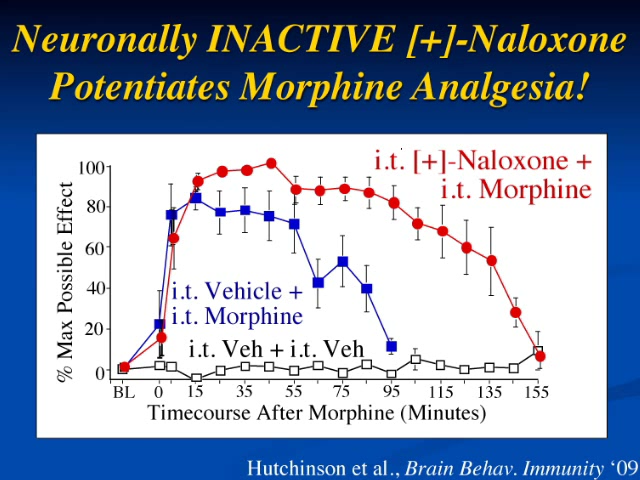 Neuronally INACTIVE [+]-Naloxone
Potentiates Morphine Analgesia!
i.t. [+]-Naloxone +
i.t. Morphine
% Max Possible Effect
100
80
60
40
20
0
i.t. Vehicle +
i.t. Morphine
i.t. Veh + i.t. Veh
BL 0 15 35 55 75 95 115 135 155
Timecourse After Morphine (Minutes)
Hutchinson et al., Brain Behav. Immunity ‘09